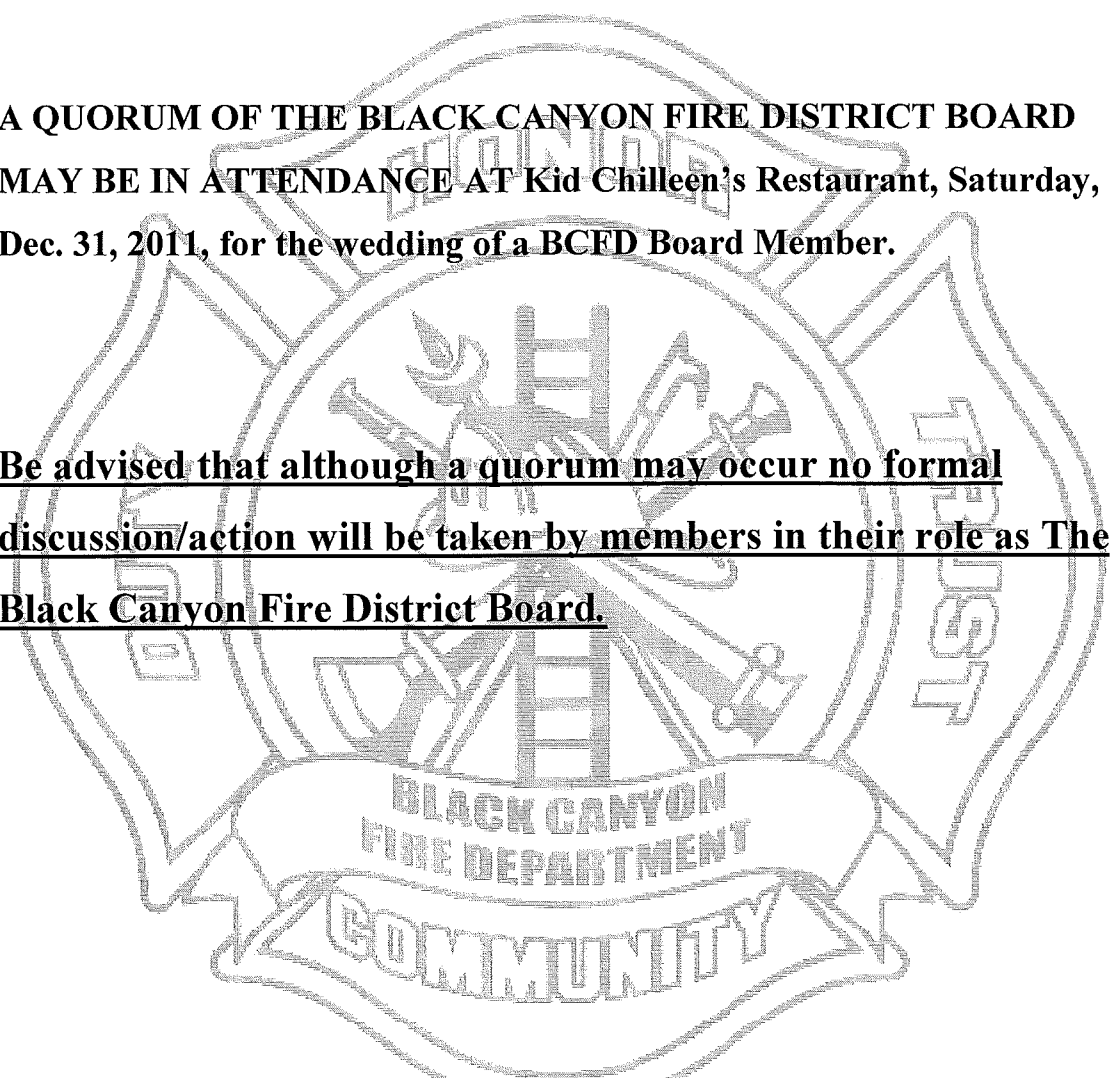 A QUORUM OF THE BLACK CANYON FIRE DISTRICT BOARD
MAY BE IN ATTENDANCE AT Kid Chilleen's Restaurant, Saturday,
Dec. 31, 2011, for the wedding of a BCFD Board Member.
HONOR
Be advised that although a quorum may occur no formal
discussion/action will be taken by members in their role as The
Black Canyon Fire District Board.
DUTY
TRUST
BLACK CANYON
FIRE DEPARTMENT
COMMUNITY